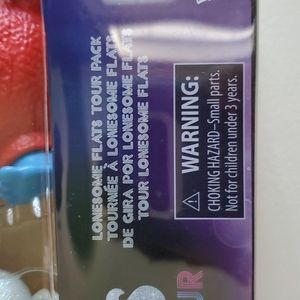 LONESOME FLATS TOUR PACK
TOURNÉE À LONESOME FLATS
DE GIRA POR LONESOME FLATS
TOUR LONESOME FLATS
WARNING:
CHOKING HAZARD—Small parts.
Not for children under 3 years.
S
UR